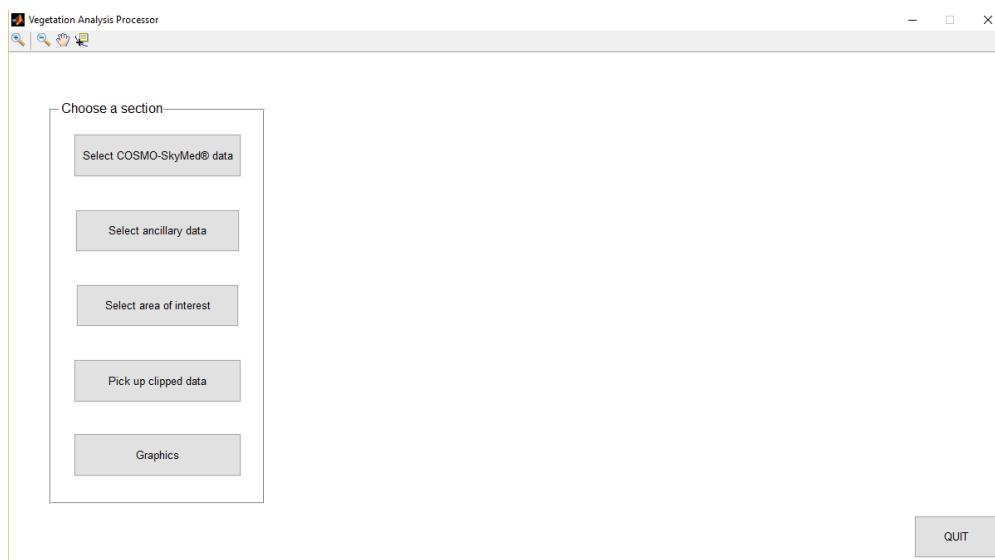 Vegetation Analysis Processor
Choose a section
Select COSMO-SkyMed® data
Select ancillary data
Select area of interest
Pick up clipped data
Graphics
QUIT